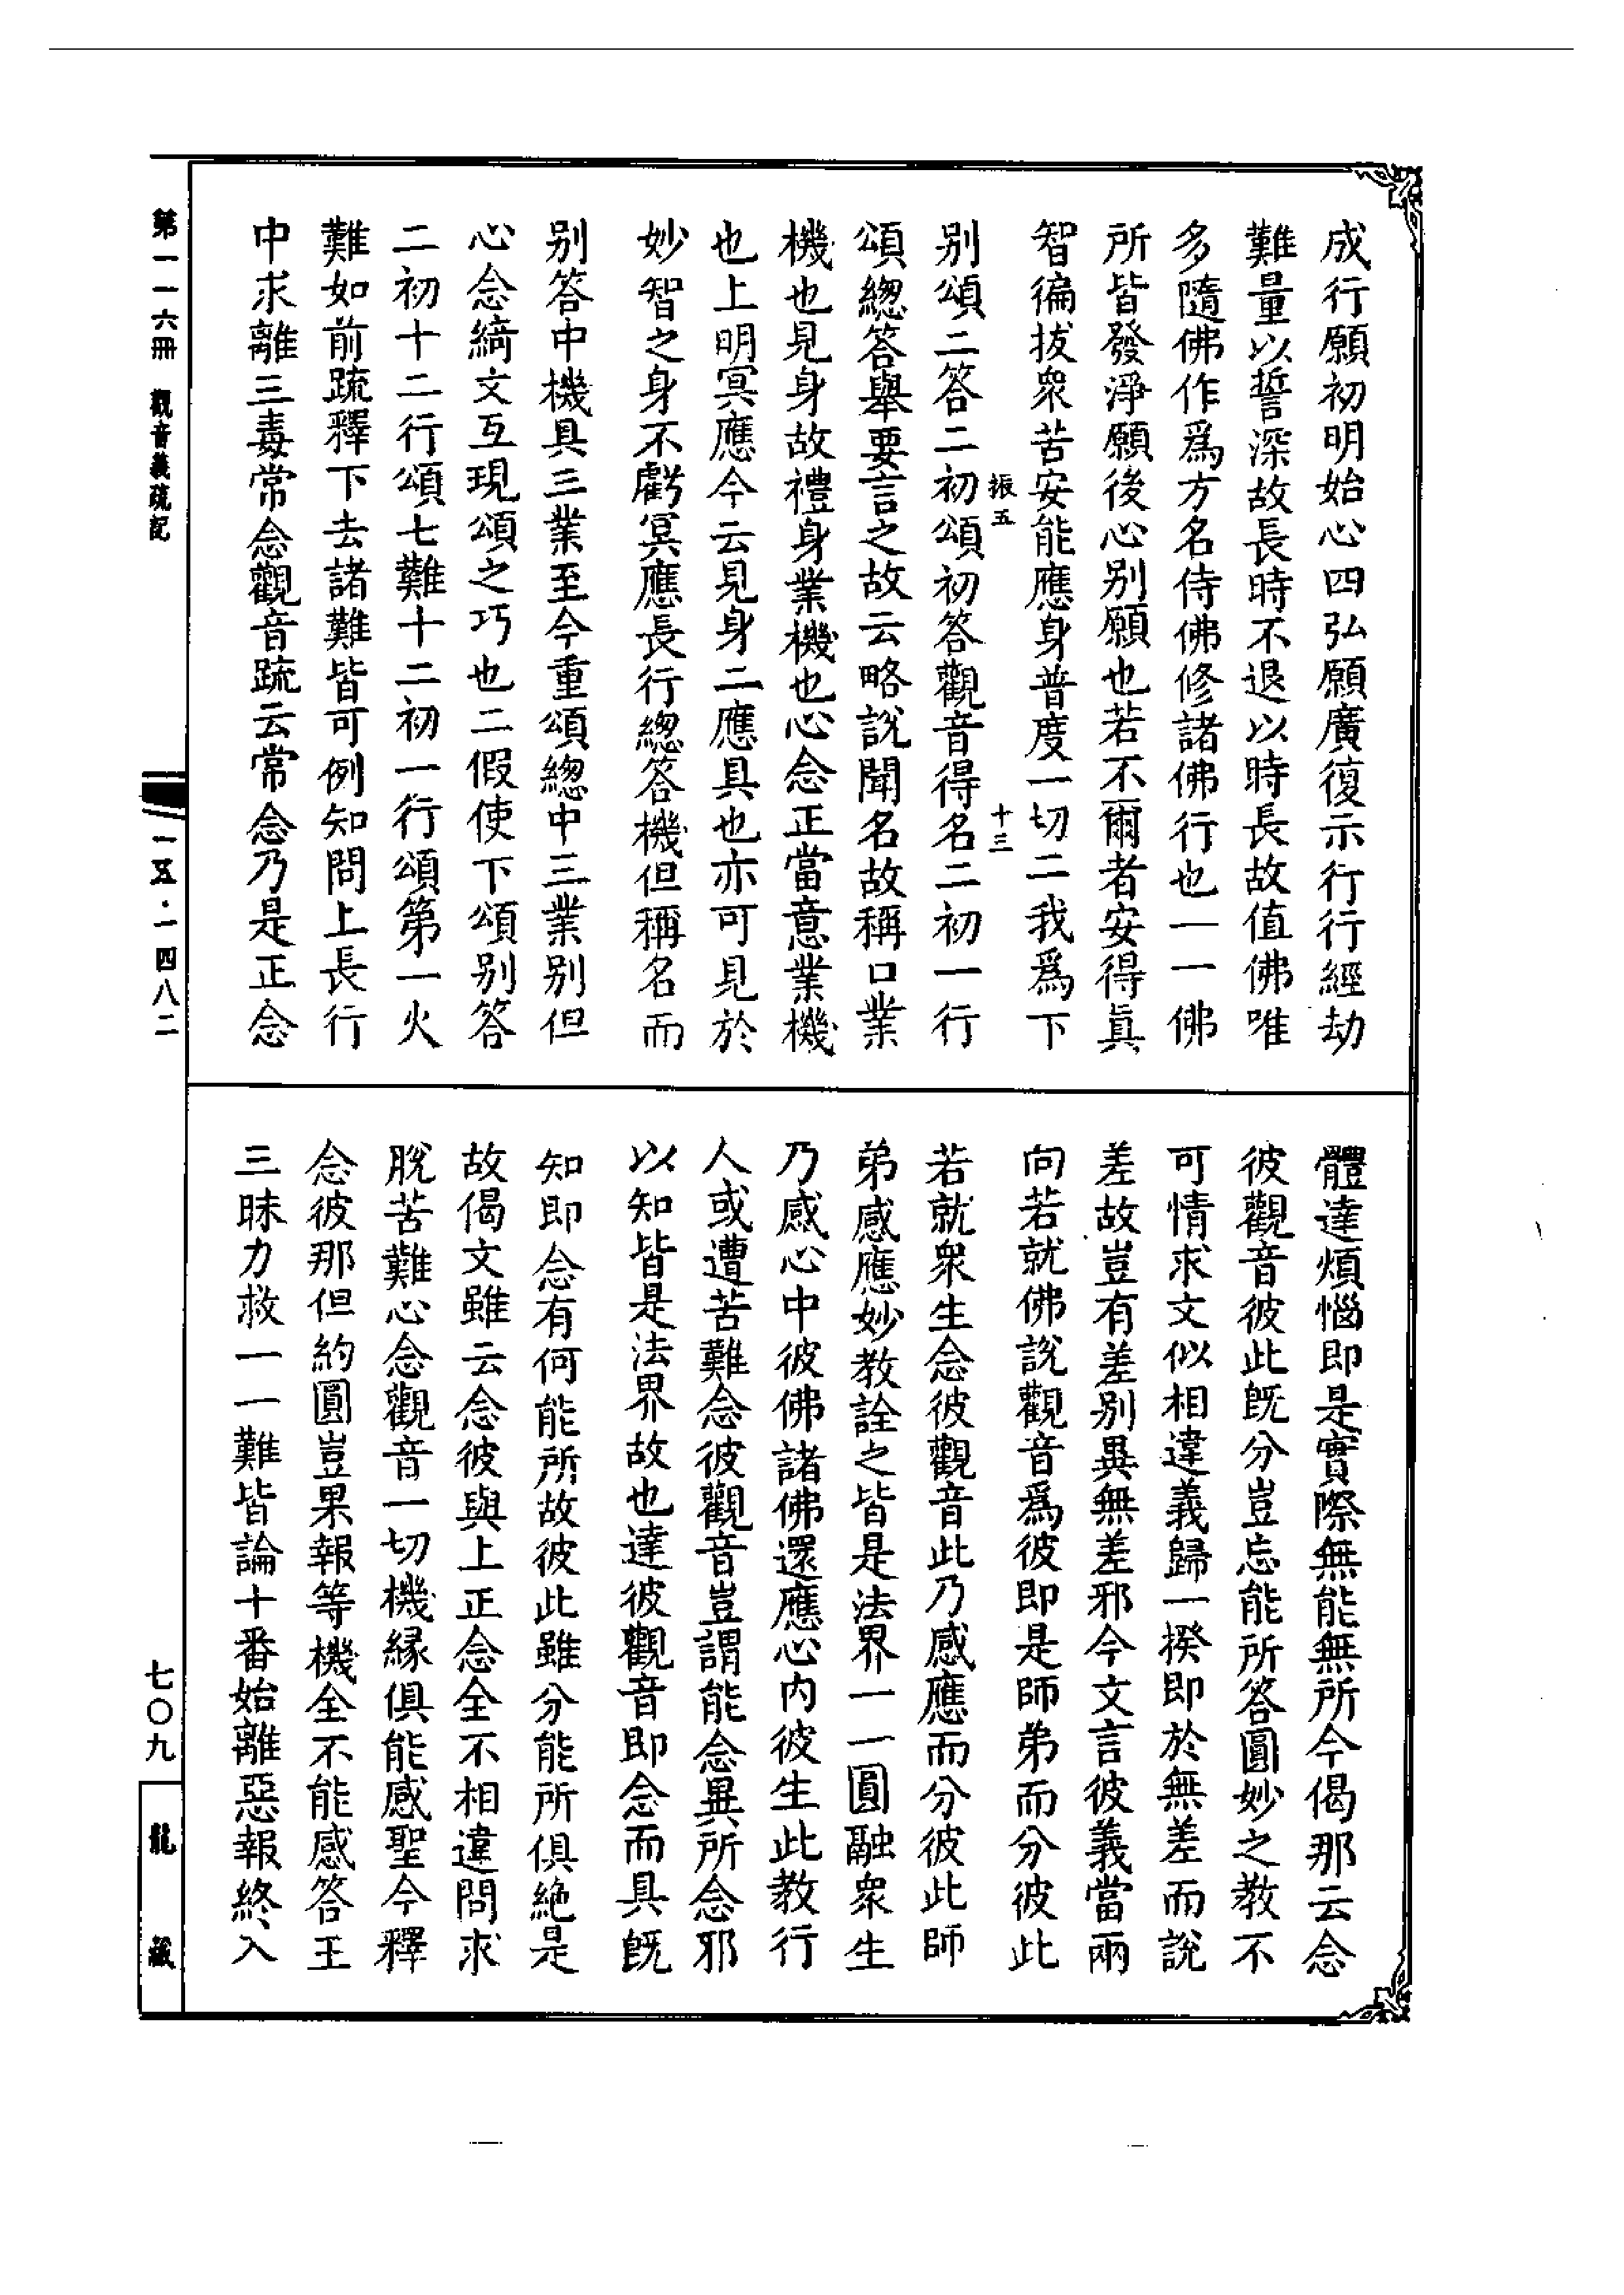 成行願初明始心四弘願廣復示行行經劫
難量以誓深故長時不退以時長故值佛唯
多隨佛作爲方名侍佛修諸佛行也一一佛
所皆發淨願後心别願也若不爾者安得眞
智徧拔衆苦安能應身普度一切二我爲下
振五 十三
别頌二答二初頌初答觀音得名二初一行
頌總答舉要言之故云略說聞名故稱口業
機也見身故禮身業機也心念正當意業機
也上明冥應今云見身二應具也亦可見於
妙智之身不虧冥應長行總答機但稱名而
别答中機具三業至今重頌總中三業别但
心念綺文互現頌之巧也二假使下頌别答
二初十二行頌七難十二初一行頌第一火
難如前䟽釋下去諸難皆可例知問上長行
中求離三毒常念觀音䟽云常念乃是正念
體達煩惱即是實際無能無所今偈那云念
彼觀音彼此旣分豈忘能所答圓妙之教不
可情求文似相違義歸一揆即於無差而說
差故豈有差别異無差邪今文言彼義當兩
向若就佛說觀音爲彼即是師弟而分彼此
若就衆生念彼觀音此乃感應而分彼此師
弟感應妙教詮之皆是法界一一圓融衆生
乃感心中彼佛諸佛還應心内彼生此教行
人或遭苦難念彼觀音豈謂能念異所念邪
以知皆是法界故也達彼觀音即念而具旣
知即念有何能所故彼此雖分能所俱絶是
故偈文雖云念彼與上正念全不相違問求
脫苦難心念觀音一切機緣俱能感聖今釋
念彼那但約圓豈果報等機全不能感答王
三昧力救一一難皆論十番始離惡報終入
第一一六冊 觀音義疏記
一五·一四八二
七〇九
龍藏